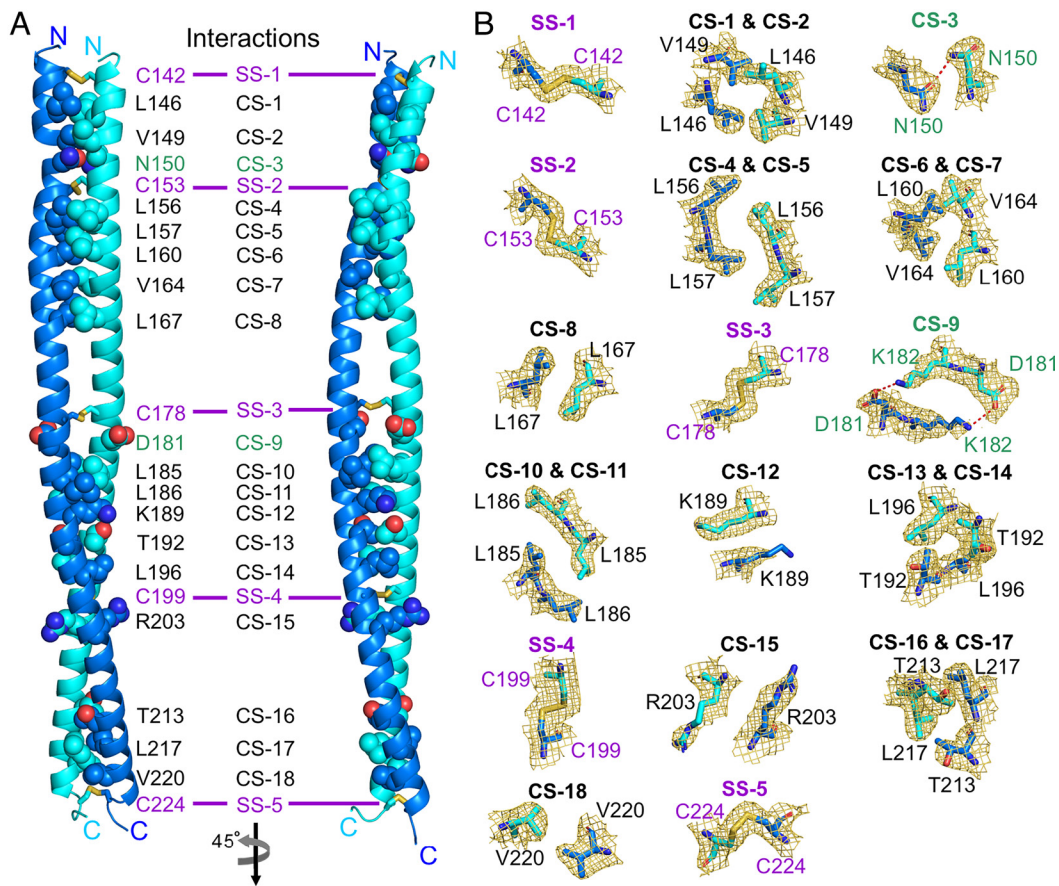 A
N
N
Interactions
N
N
C142 SS-1
L146 CS-1
V149 CS-2
N150 CS-3
C153 SS-2
L156 CS-4
L157 CS-5
L160 CS-6
V164 CS-7
L167 CS-8
C178 SS-3
D181 CS-9
L185 CS-10
L186 CS-11
K189 CS-12
T192 CS-13
L196 CS-14
C199 SS-4
R203 CS-15
T213 CS-16
L217 CS-17
V220 CS-18
C224 SS-5
C
C
C
C
45°
B
SS-1
C142
C142
CS-1 & CS-2
V149
L146
L146
V149
CS-3
N150
N150
SS-2
C153
C153
CS-4 & CS-5
L156
L156
L157
L157
CS-6 & CS-7
L160
V164
V164
L160
CS-8
L167
L167
SS-3
C178
C178
CS-9
K182
D181
D181
K182
CS-10 & CS-11
L186
L185
L185
L186
CS-12
K189
K189
CS-13 & CS-14
L196
T192
T192
L196
SS-4
C199
C199
CS-15
R203
R203
CS-16 & CS-17
T213
L217
L217
T213
CS-18
V220
V220
SS-5
C224
C224